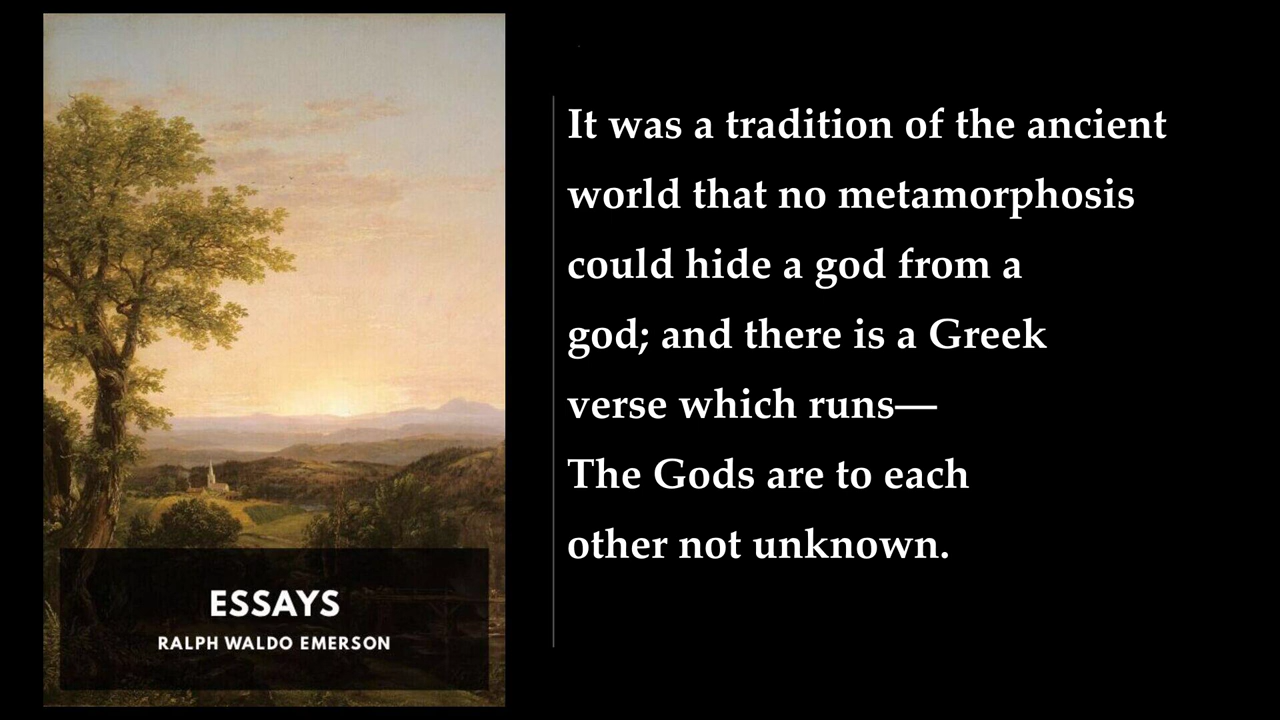 ESSAYS
RALPH WALDO EMERSON
It was a tradition of the ancient
world that no metamorphosis
could hide a god from a
god; and there is a Greek
verse which runs—
The Gods are to each
other not unknown.